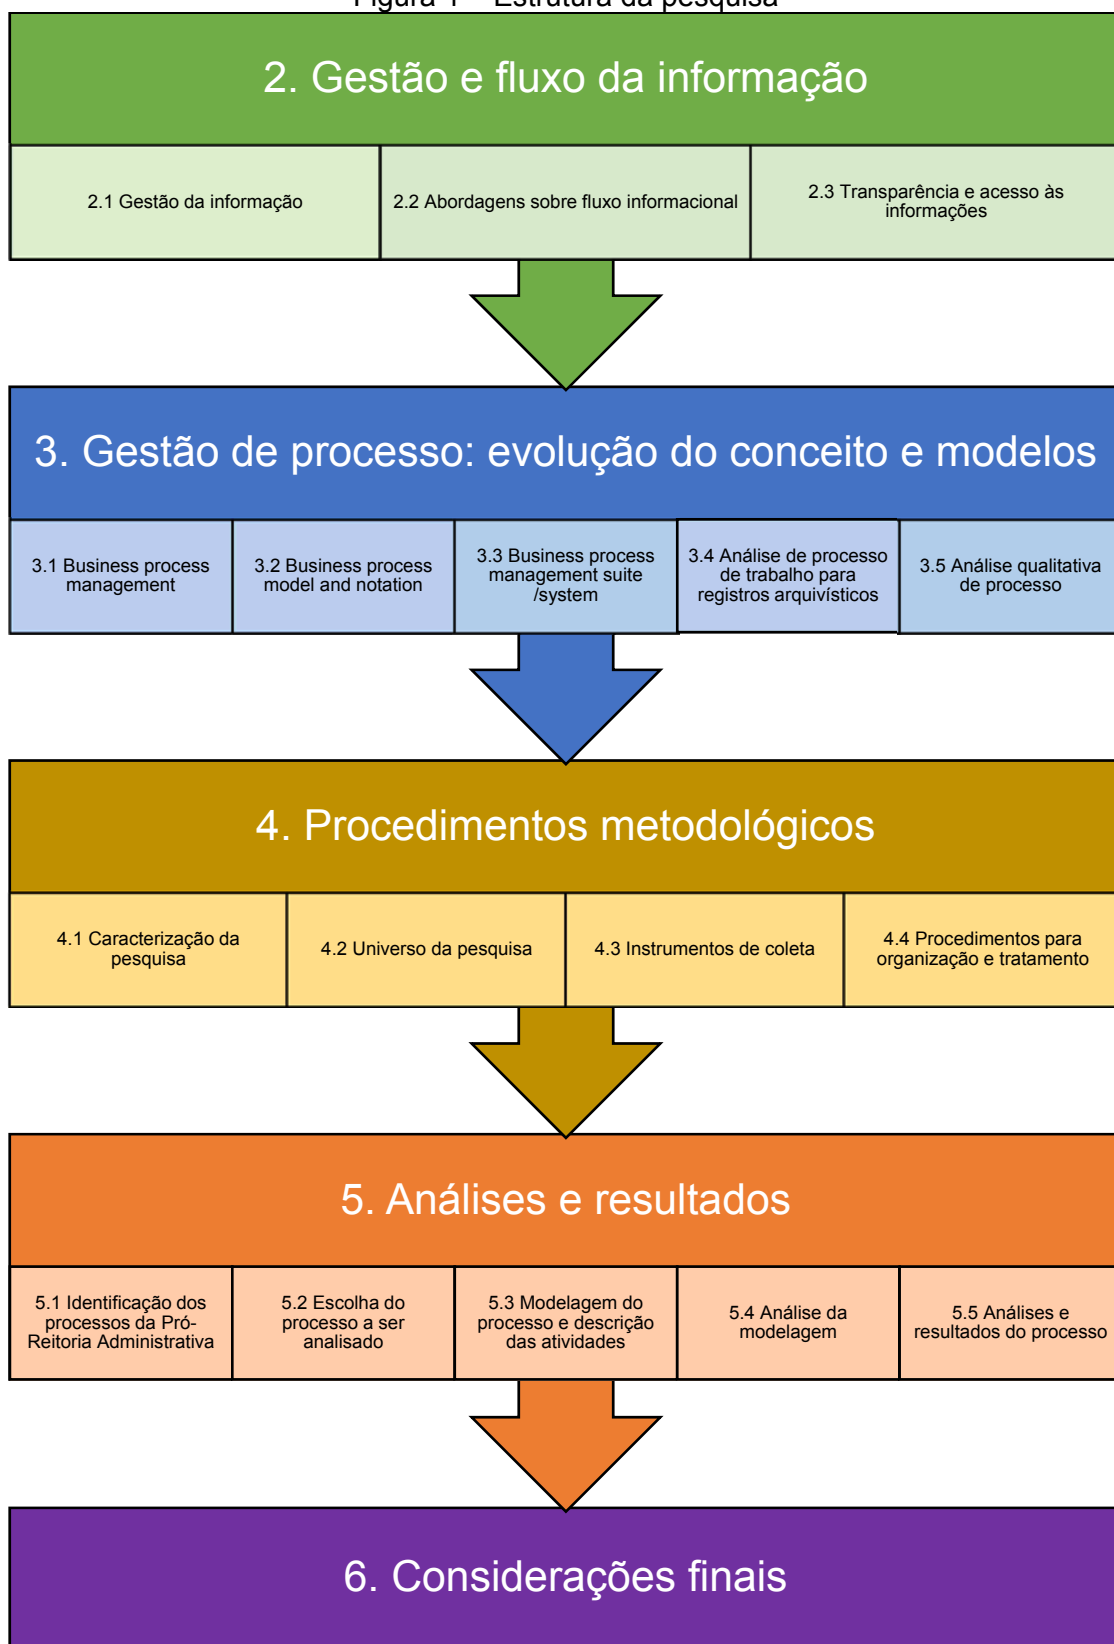 Figura 1 – Estrutura da pesquisa
2. Gestão e fluxo da informação
2.1 Gestão da informação
2.2 Abordagens sobre fluxo informacional
2.3 Transparência e acesso às
informações
3. Gestão de processo: evolução do conceito e modelos
3.1 Business process
management
3.2 Business process
model and notation
3.3 Business process
management suite
/system
3.4 Análise de processo
de trabalho para
registros arquivísticos
3.5 Análise qualitativa
de processo
4. Procedimentos metodológicos
4.1 Caracterização da
pesquisa
4.2 Universo da pesquisa
4.3 Instrumentos de coleta
4.4 Procedimentos para
organização e tratamento
5. Análises e resultados
5.1 Identificação dos
processos da Pró-
Reitoria Administrativa
5.2 Escolha do
processo a ser
analisado
5.3 Modelagem do
processo e descrição
das atividades
5.4 Análise da
modelagem
5.5 Análises e
resultados do processo
6. Considerações finais